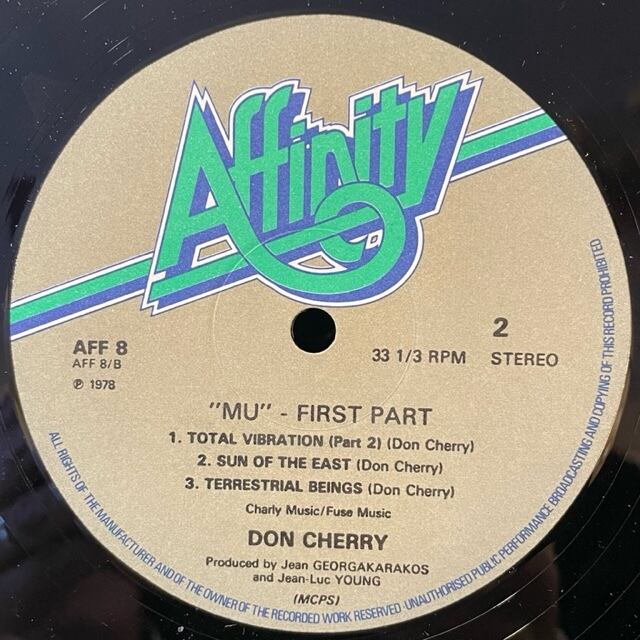 Affinity
AFF 8
AFF 8/B
℗ 1978
2
33 1/3 RPM STEREO
"MU" - FIRST PART
1. TOTAL VIBRATION (Part 2) (Don Cherry)
2. SUN OF THE EAST (Don Cherry)
3. TERRESTRIAL BEINGS (Don Cherry)
Charly Music/Fuse Music
DON CHERRY
Produced by Jean GEORGAKARAKOS
and Jean-Luc YOUNG
(MCPS)
ALL RIGHTS OF THE MANUFACTURER AND OF THE OWNER OF THE RECORDED WORK RESERVED · UNAUTHORISED PUBLIC PERFORMANCE BROADCASTING AND COPYING OF THIS RECORD PROHIBITED